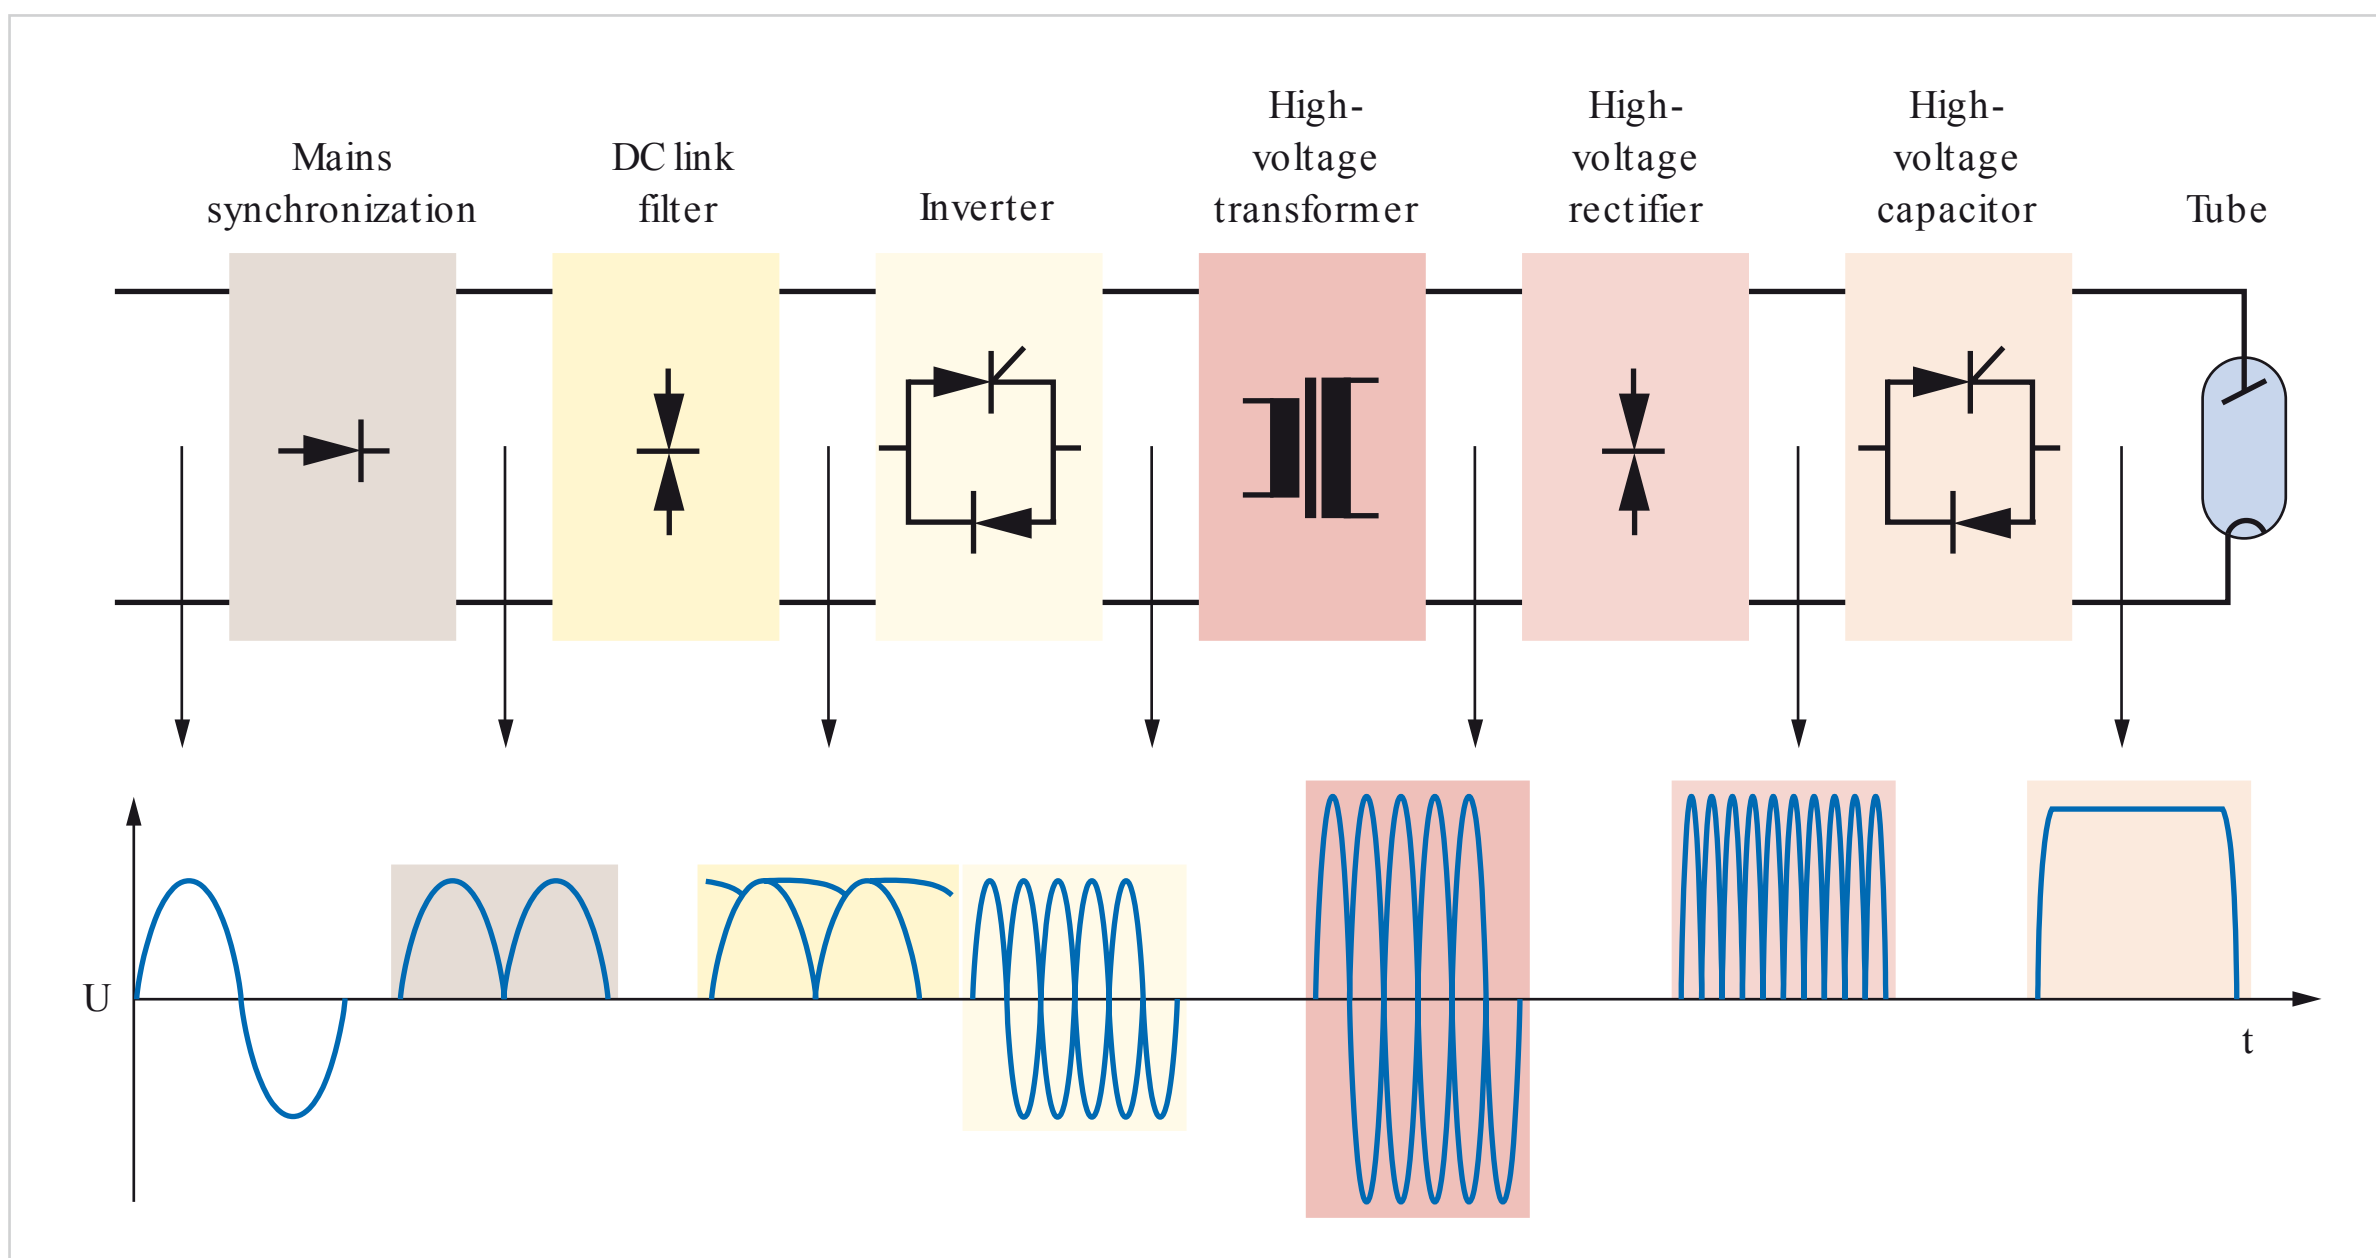 Mains
synchronization
DC link
filter
Inverter
High-
voltage
transformer
High-
voltage
rectifier
High-
voltage
capacitor
Tube
U
t